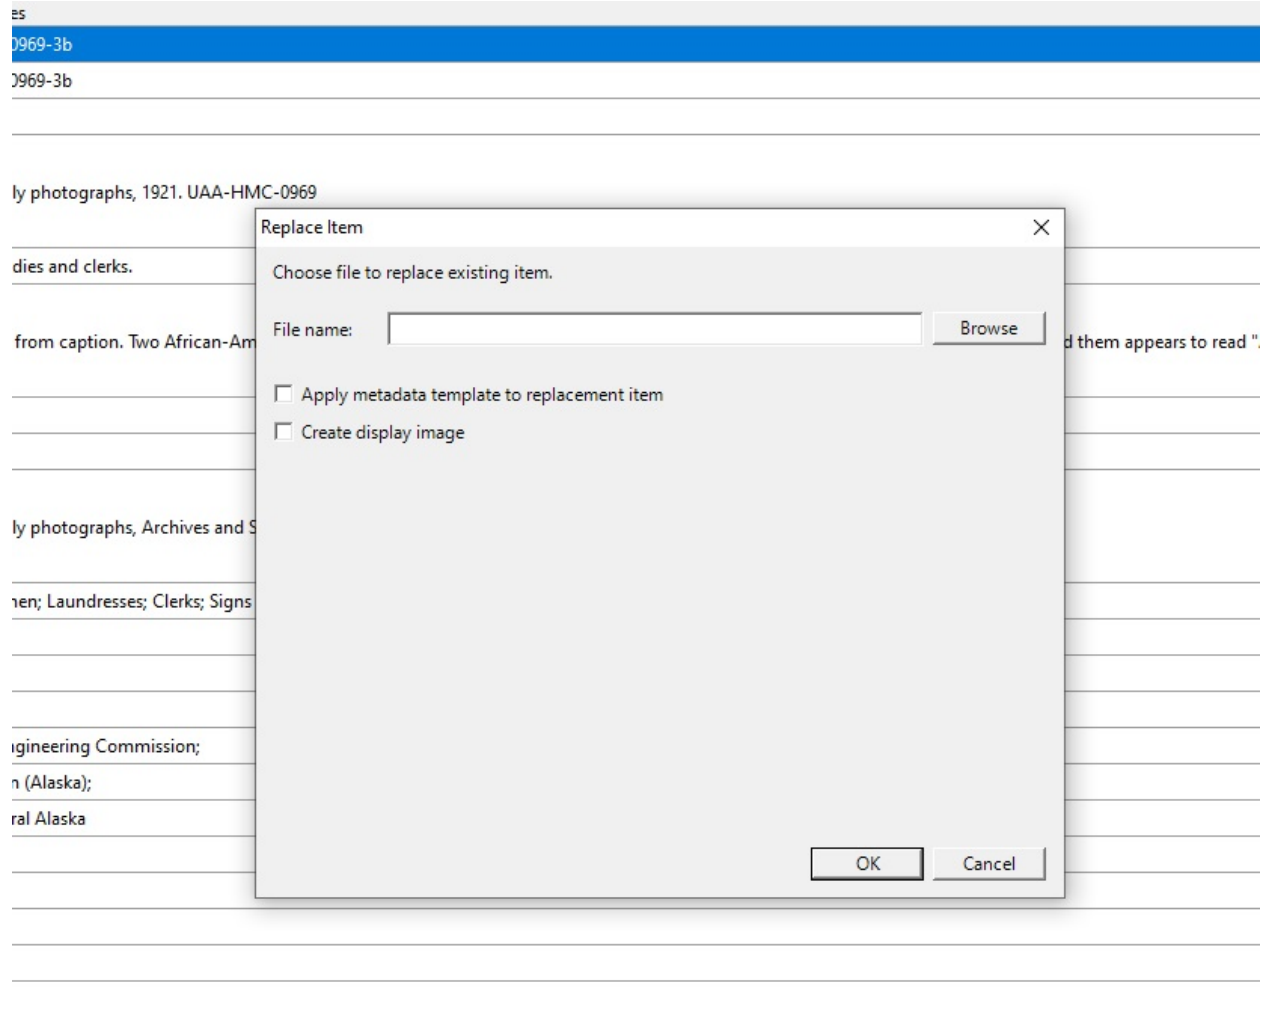 es
0969-3b
0969-3b
ly photographs, 1921. UAA-HMC-0969
Replace Item
dies and clerks.
Choose file to replace existing item.
File name:
Browse
from caption. Two African-Am
d them appears to read "
Apply metadata template to replacement item
Create display image
ly photographs, Archives and S
nen; Laundresses; Clerks; Signs
ngineering Commission;
n (Alaska);
ral Alaska
OK
Cancel